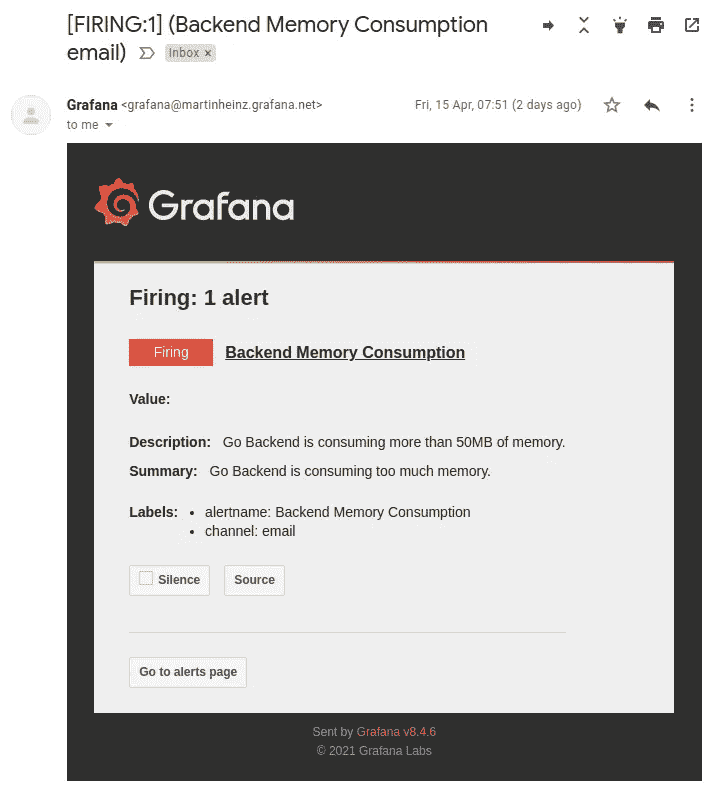 [FIRING:1] (Backend Memory Consumption
email) Inbox ×
Grafana <grafana@martinheinz.grafana.net> Fri, 15 Apr, 07:51 (2 days ago)
to me
Grafana
Firing: 1 alert
Firing Backend Memory Consumption
Value:
Description: Go Backend is consuming more than 50MB of memory.
Summary: Go Backend is consuming too much memory.
Labels: • alertname: Backend Memory Consumption
• channel: email
Silence Source
Go to alerts page
Sent by Grafana v8.4.6
© 2021 Grafana Labs